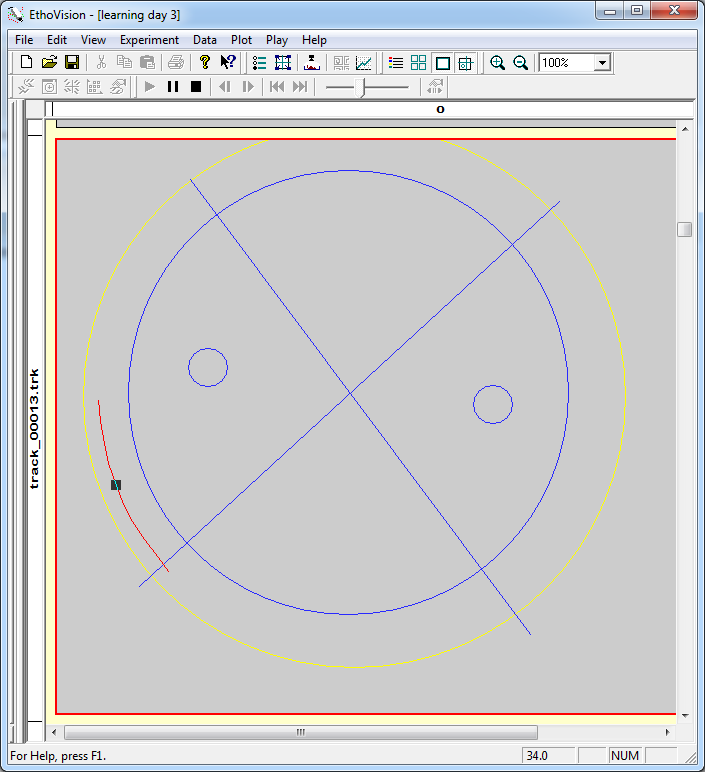 EthoVision - [learning day 3]
File Edit View Experiment Data Plot Play Help
100%
o
track_00013.trk
For Help, press F1.
34.0
NUM